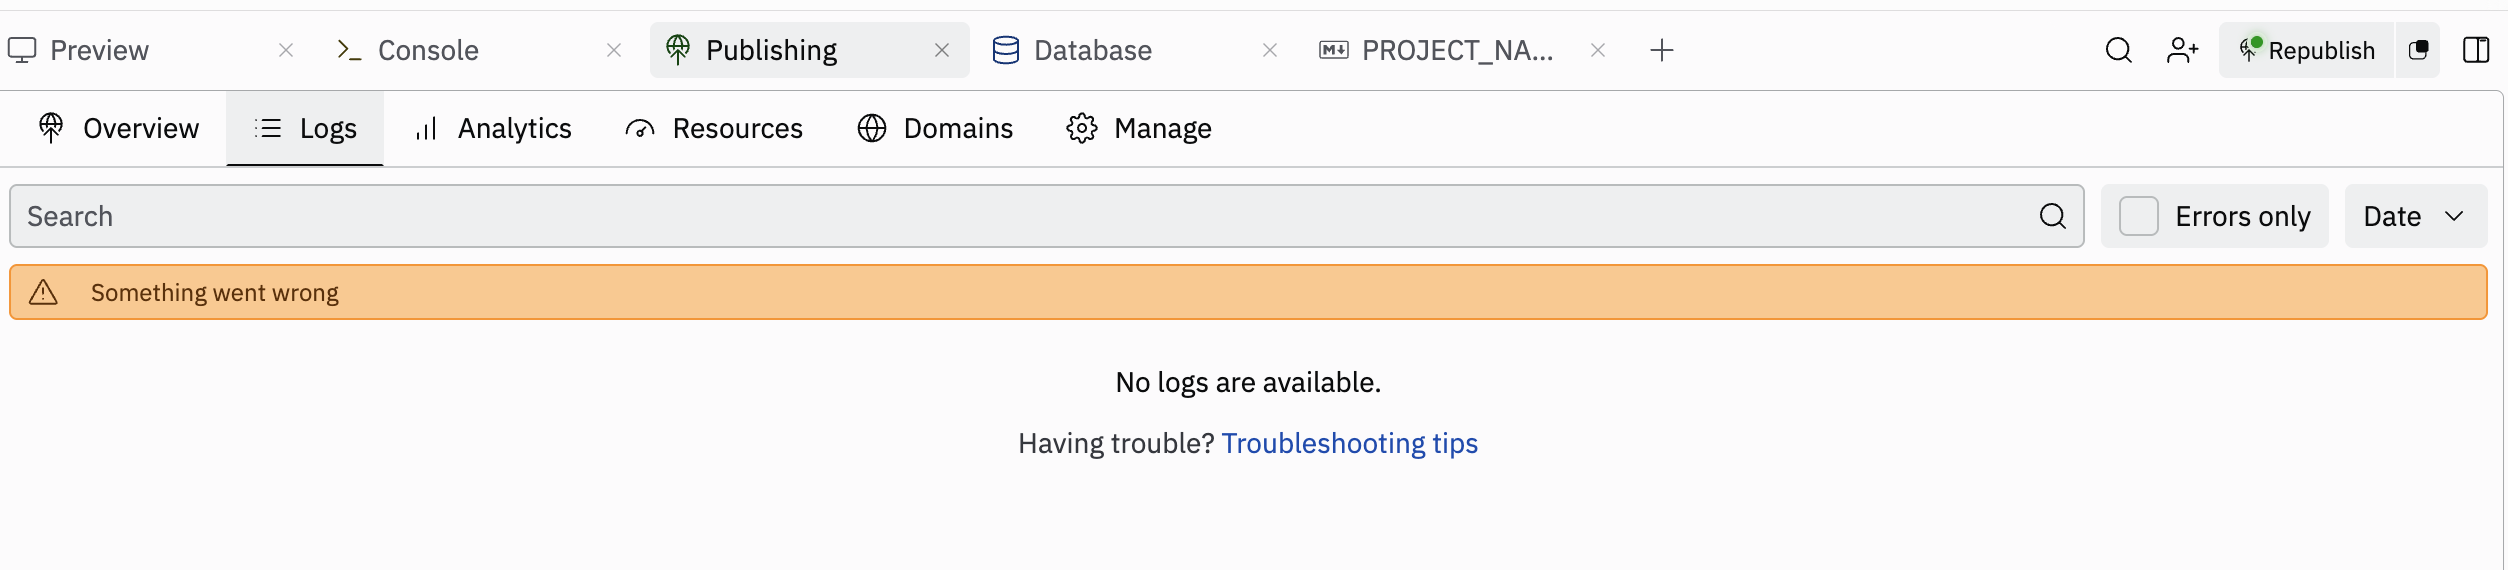 Preview Console Publishing Database PROJECT_NA... Republish
Overview Logs Analytics Resources Domains Manage
Search Errors only Date
Something went wrong
No logs are available.
Having trouble? Troubleshooting tips